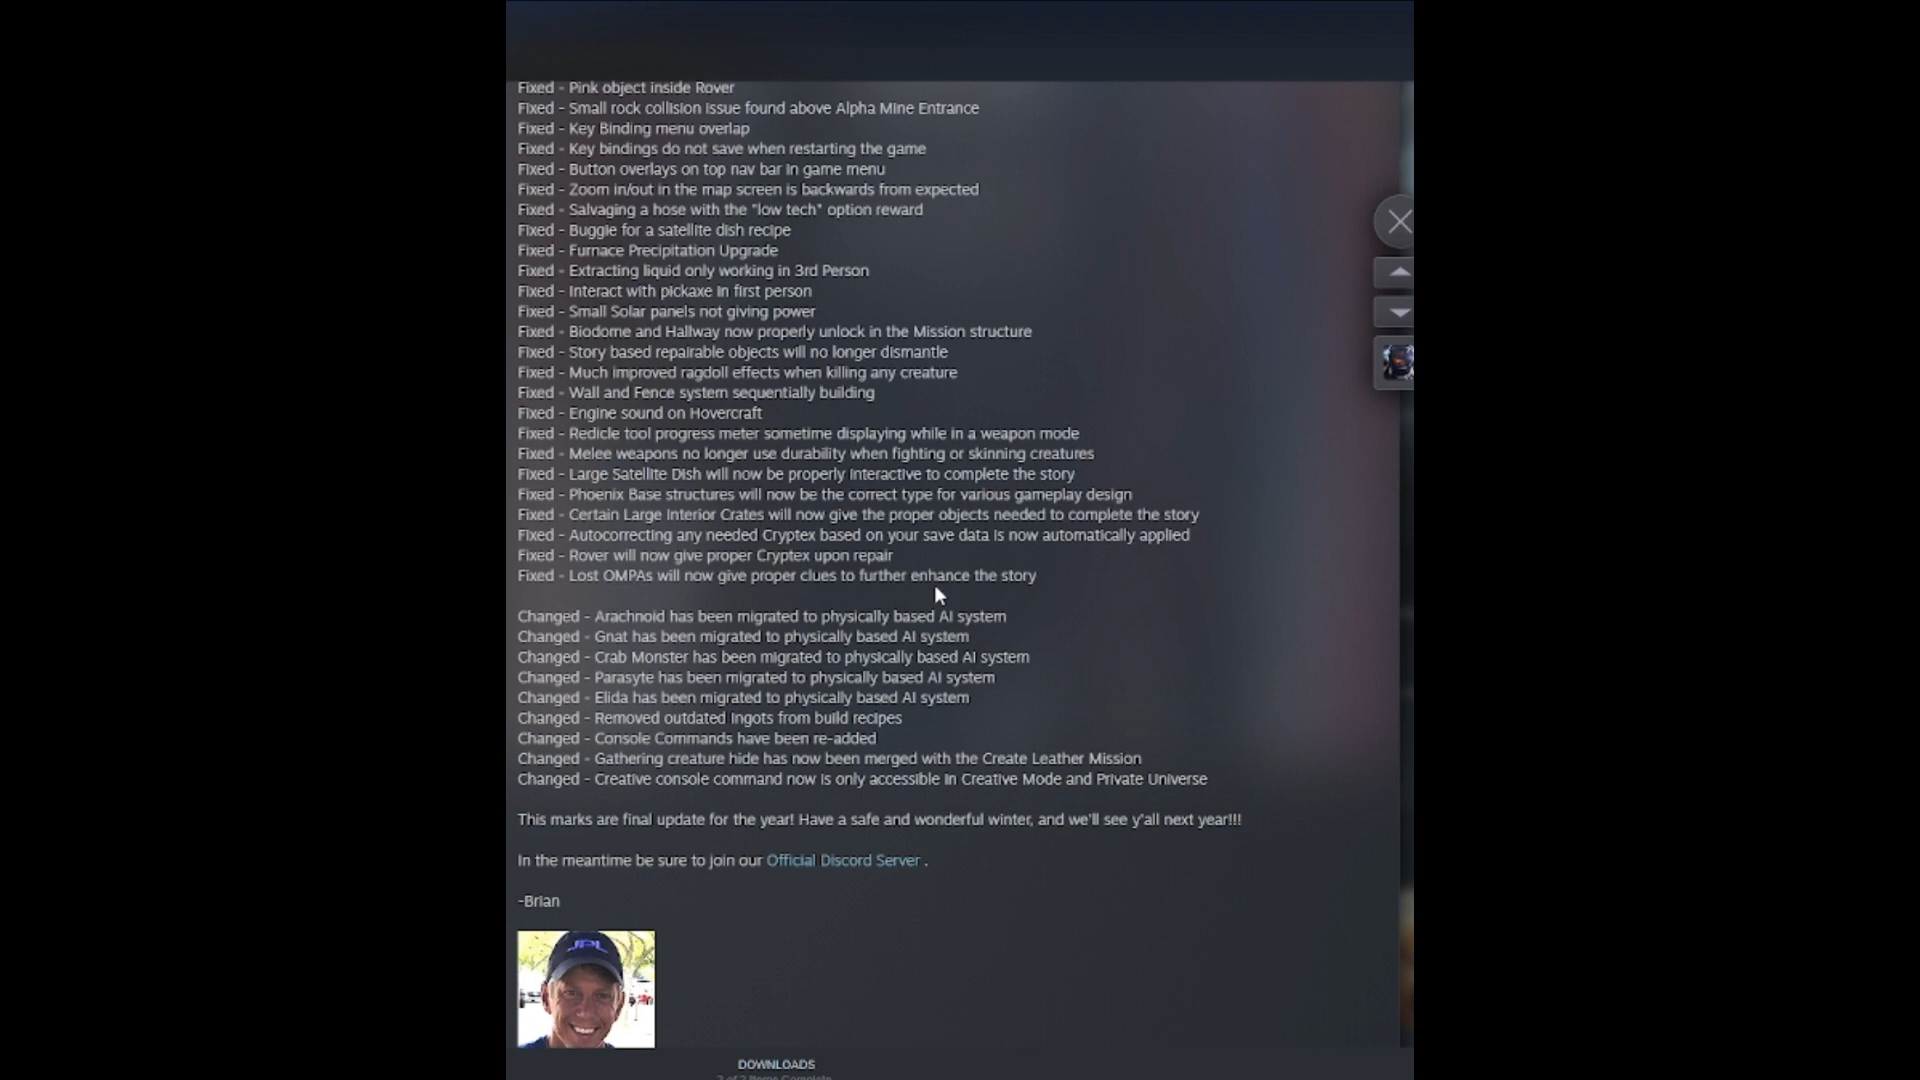 Fixed - Pink object inside Rover
Fixed - Small rock collision issue found above Alpha Mine Entrance
Fixed - Key Binding menu overlap
Fixed - Key bindings do not save when restarting the game
Fixed - Button overlays on top nav bar in game menu
Fixed - Zoom in/out in the map screen is backwards from expected
Fixed - Salvaging a hose with the "low tech" option reward
Fixed - Buggie for a satellite dish recipe
Fixed - Furnace Precipitation Upgrade
Fixed - Extracting liquid only working in 3rd Person
Fixed - Interact with pickaxe in first person
Fixed - Small Solar panels not giving power
Fixed - Biodome and Hallway now properly unlock in the Mission structure
Fixed - Story based repairable objects will no longer dismantle
Fixed - Much improved ragdoll effects when killing any creature
Fixed - Wall and Fence system sequentially building
Fixed - Engine sound on Hovercraft
Fixed - Redicle tool progress meter sometime displaying while in a weapon mode
Fixed - Melee weapons no longer use durability when fighting or skinning creatures
Fixed - Large Satellite Dish will now be properly interactive to complete the story
Fixed - Phoenix Base structures will now be the correct type for various gameplay design
Fixed - Certain Large Interior Crates will now give the proper objects needed to complete the story
Fixed - Autocorrecting any needed Cryptex based on your save data is now automatically applied
Fixed - Rover will now give proper Cryptex upon repair
Fixed - Lost OMPAs will now give proper clues to further enhance the story
Changed - Arachnoid has been migrated to physically based AI system
Changed - Gnat has been migrated to physically based AI system
Changed - Crab Monster has been migrated to physically based AI system
Changed - Parasyte has been migrated to physically based AI system
Changed - Elida has been migrated to physically based AI system
Changed - Removed outdated Ingots from build recipes
Changed - Console Commands have been re-added
Changed - Gathering creature hide has now been merged with the Create Leather Mission
Changed - Creative console command now is only accessible in Creative Mode and Private Universe
This marks are final update for the year! Have a safe and wonderful winter, and we'll see y'all next year!!!
In the meantime be sure to join our Official Discord Server .
-Brian
JPL
DOWNLOADS
2 of 2 Items Complete